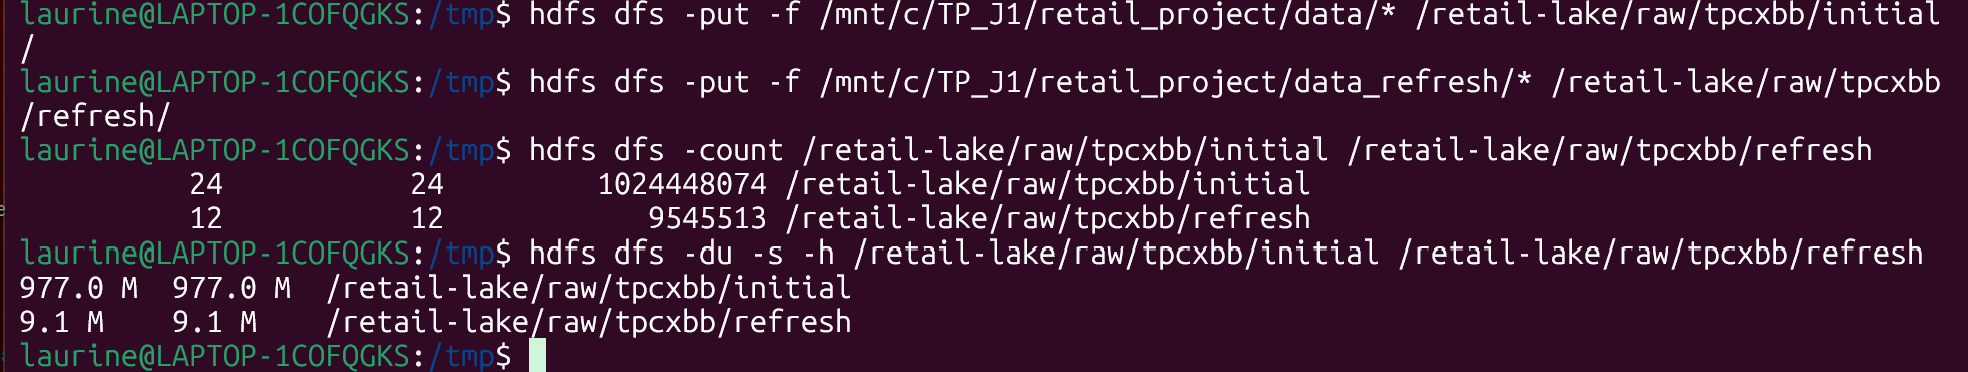 laurine@LAPTOP-1COFQGKS:/tmp$ hdfs dfs -put -f /mnt/c/TP_J1/retail_project/data/* /retail-lake/raw/tpcxbb/initial
/
laurine@LAPTOP-1COFQGKS:/tmp$ hdfs dfs -put -f /mnt/c/TP_J1/retail_project/data_refresh/* /retail-lake/raw/tpcxbb
/refresh/
laurine@LAPTOP-1COFQGKS:/tmp$ hdfs dfs -count /retail-lake/raw/tpcxbb/initial /retail-lake/raw/tpcxbb/refresh
          24           24         1024448074 /retail-lake/raw/tpcxbb/initial
          12           12            9545513 /retail-lake/raw/tpcxbb/refresh
laurine@LAPTOP-1COFQGKS:/tmp$ hdfs dfs -du -s -h /retail-lake/raw/tpcxbb/initial /retail-lake/raw/tpcxbb/refresh
977.0 M  977.0 M  /retail-lake/raw/tpcxbb/initial
9.1 M    9.1 M    /retail-lake/raw/tpcxbb/refresh
laurine@LAPTOP-1COFQGKS:/tmp$